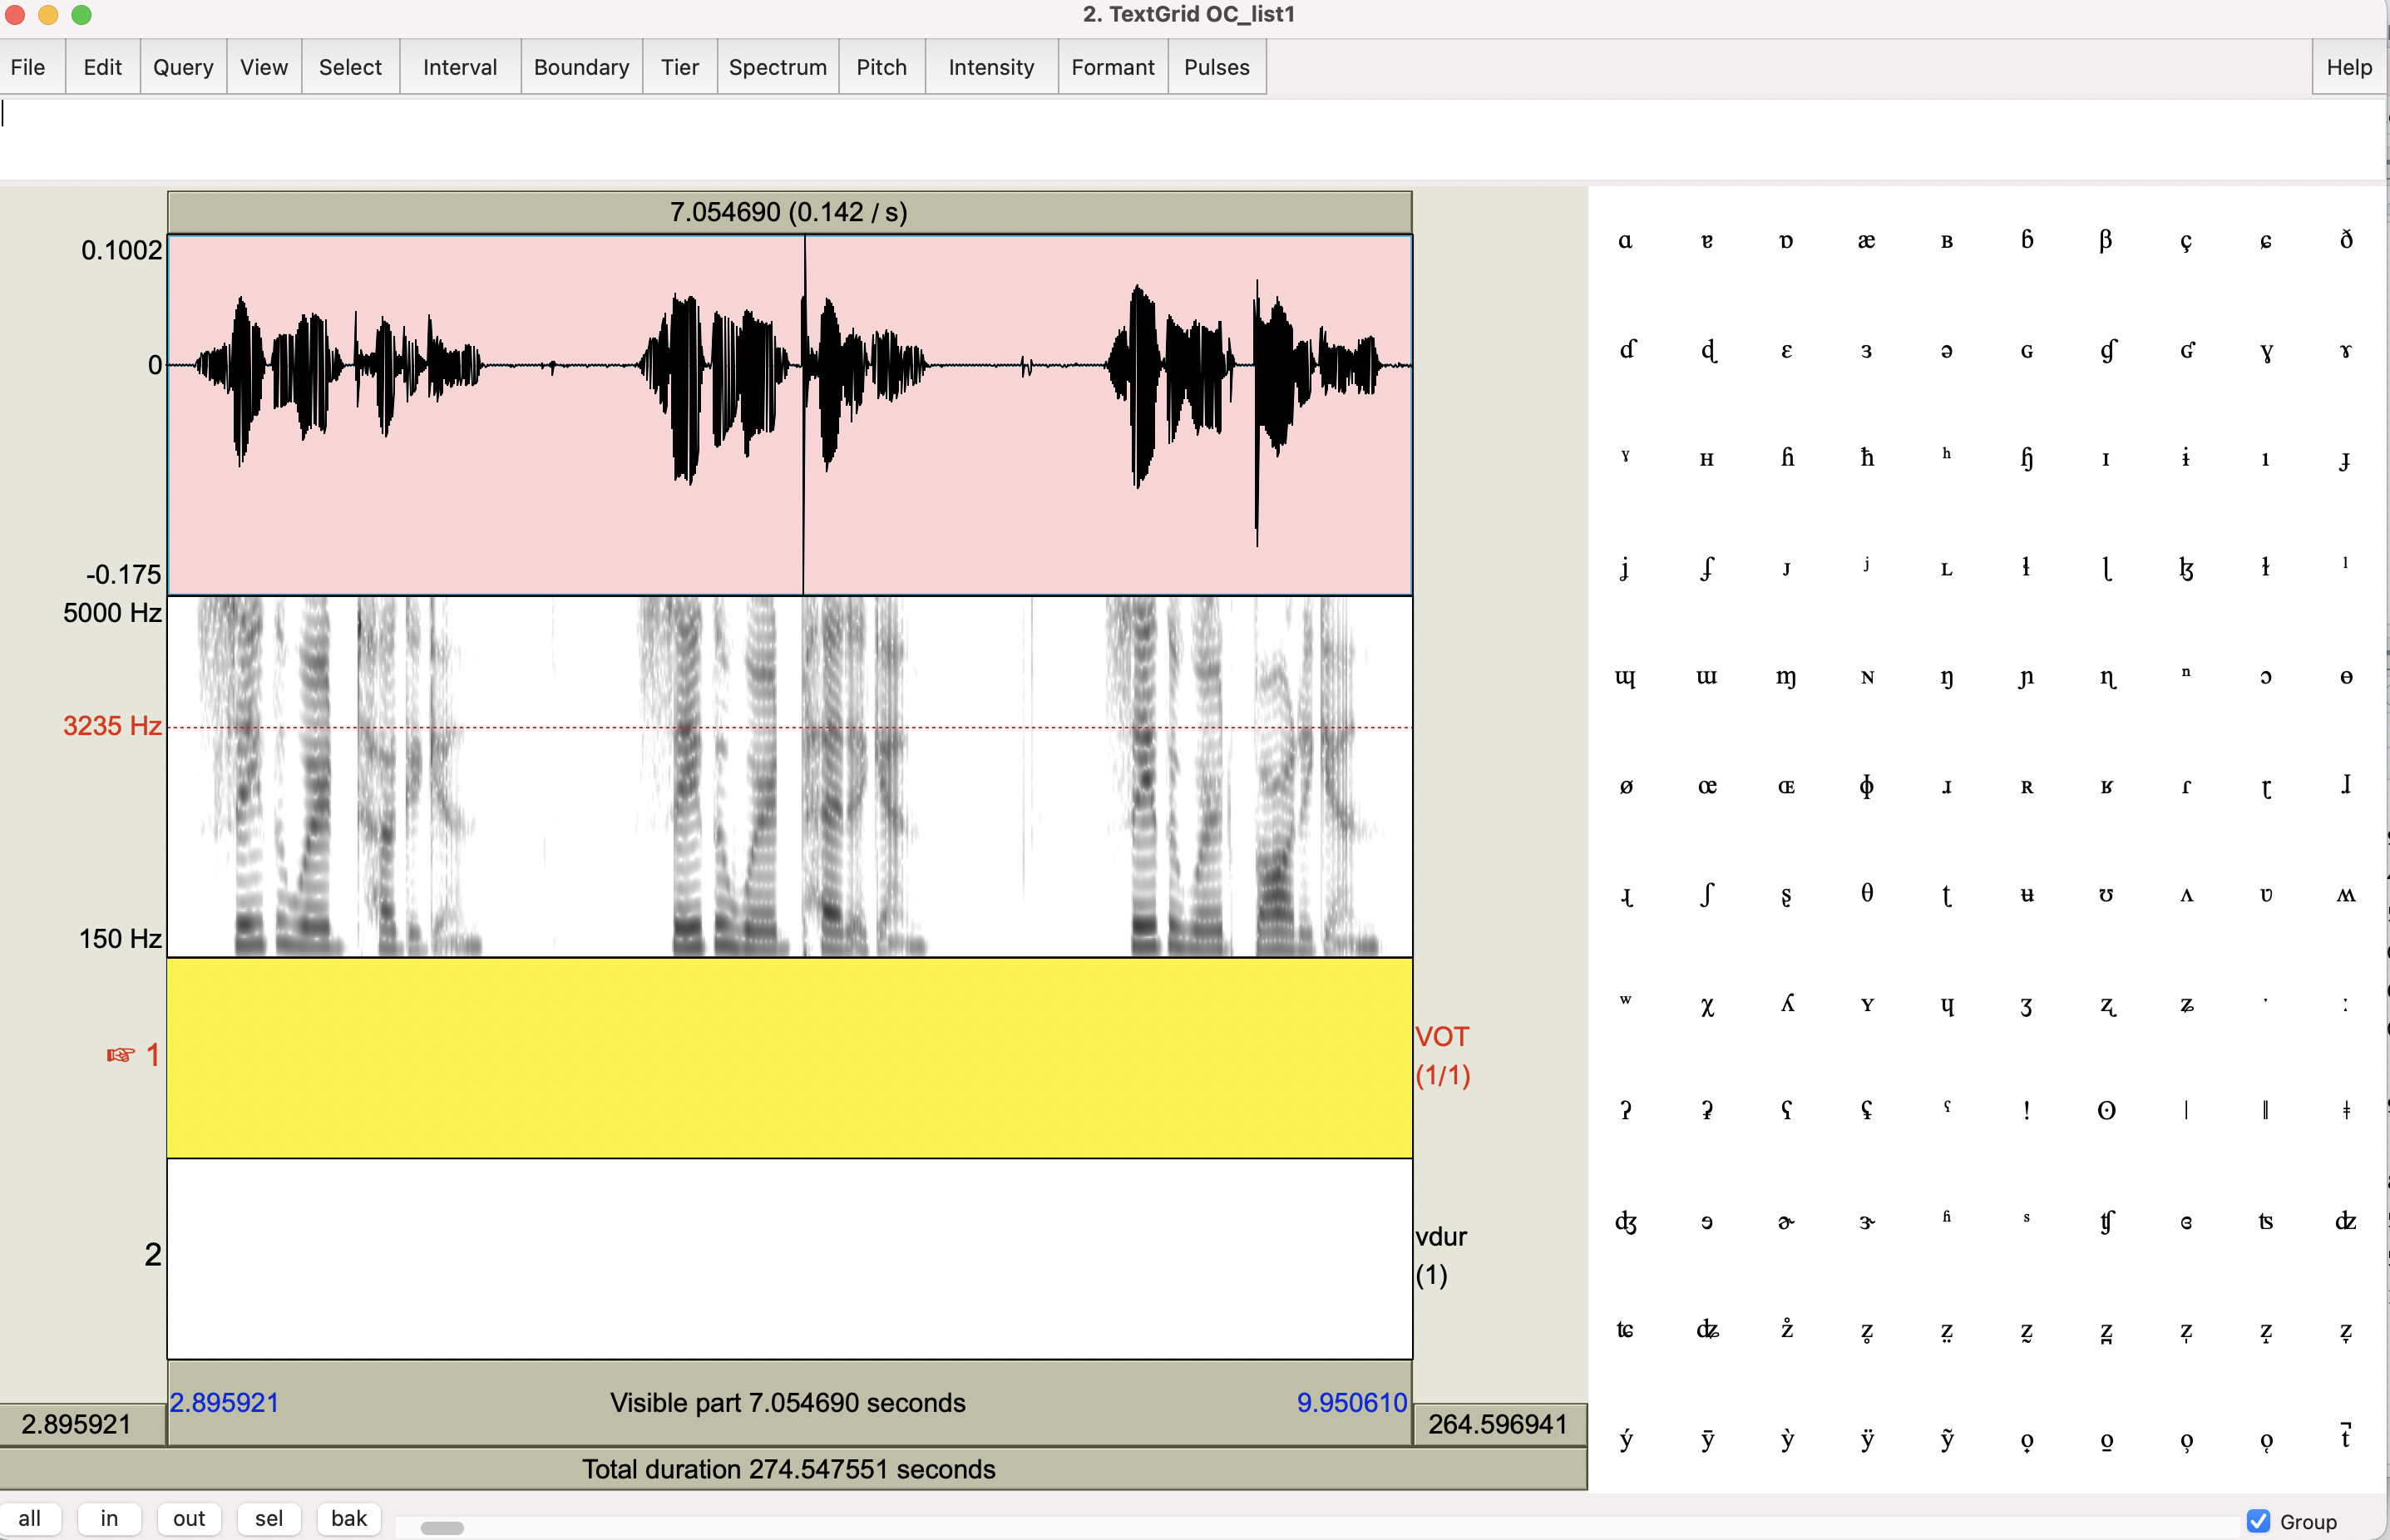 2. TextGrid OC_list1
File Edit Query View Select Interval Boundary Tier Spectrum Pitch Intensity Formant Pulses Help
7.054690 (0.142 / s)
0.1002
0
-0.175
5000 Hz
3235 Hz
150 Hz
☞ 1
VOT
(1/1)
2
vdur
(1)
2.895921 Visible part 7.054690 seconds 9.950610
2.895921 264.596941
Total duration 274.547551 seconds
all in out sel bak
Group
ɑ ɐ ɒ æ ʙ ɓ β ç ɕ ð
ɗ ɖ ɛ ɜ ə ɢ ɠ ʛ ɣ ɤ
ˠ ʜ ɦ ħ ʰ ɧ ɪ ɨ ı ɟ
ʝ ʄ ᴊ ʲ ʟ ɬ ɭ ɮ ɫ ˡ
ɰ ɯ ɱ ɴ ŋ ɲ ɳ ⁿ ɔ ɵ
ø œ ɶ ɸ ɹ ʀ ʁ ɾ ɽ ɺ
ɻ ʃ ʂ θ ʈ ʉ ʊ ʌ ʋ ʍ
ʷ χ ʎ ʏ ɥ ʒ ʐ ʑ ˑ ː
ʔ ʡ ʕ ʢ ˤ ! ʘ ǀ ǁ ǂ
ʤ ɘ ɚ ɝ ʱ ˢ ʧ ɞ ʦ ʣ
ʨ ʥ z̊ z̥ z̤ z̰ z̪ z̩ z̝ z̞
ý ȳ ỳ ÿ ỹ o̟ o̠ o̹ o̜ t̚